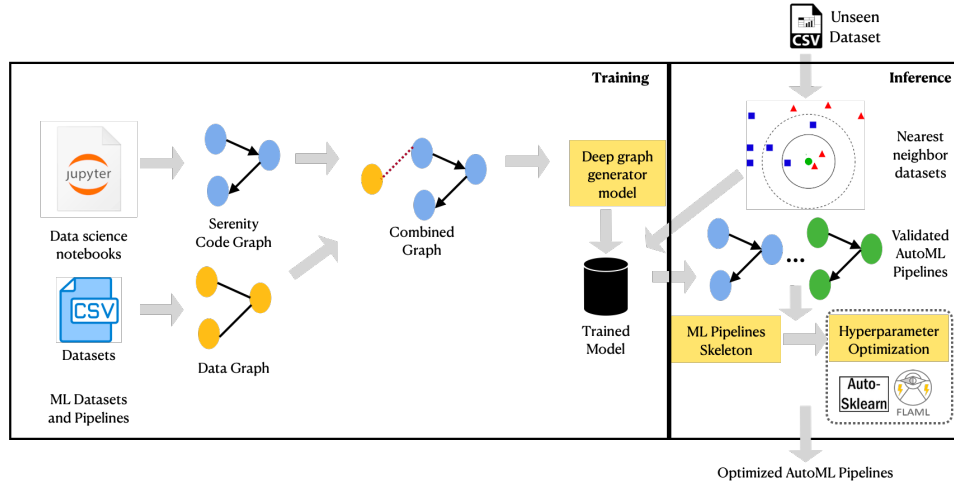 Unseen
Dataset
CSV
Training
Inference
jupyter
Data science
notebooks
Serenity
Code Graph
Combined
Graph
Deep graph
generator
model
Nearest
neighbor
datasets
CSV
Datasets
Data Graph
Trained
Model
...
Validated
AutoML
Pipelines
ML Pipelines
Skeleton
Hyperparameter
Optimization
Auto-
Sklearn
FLAML
ML Datasets
and Pipelines
Optimized AutoML Pipelines